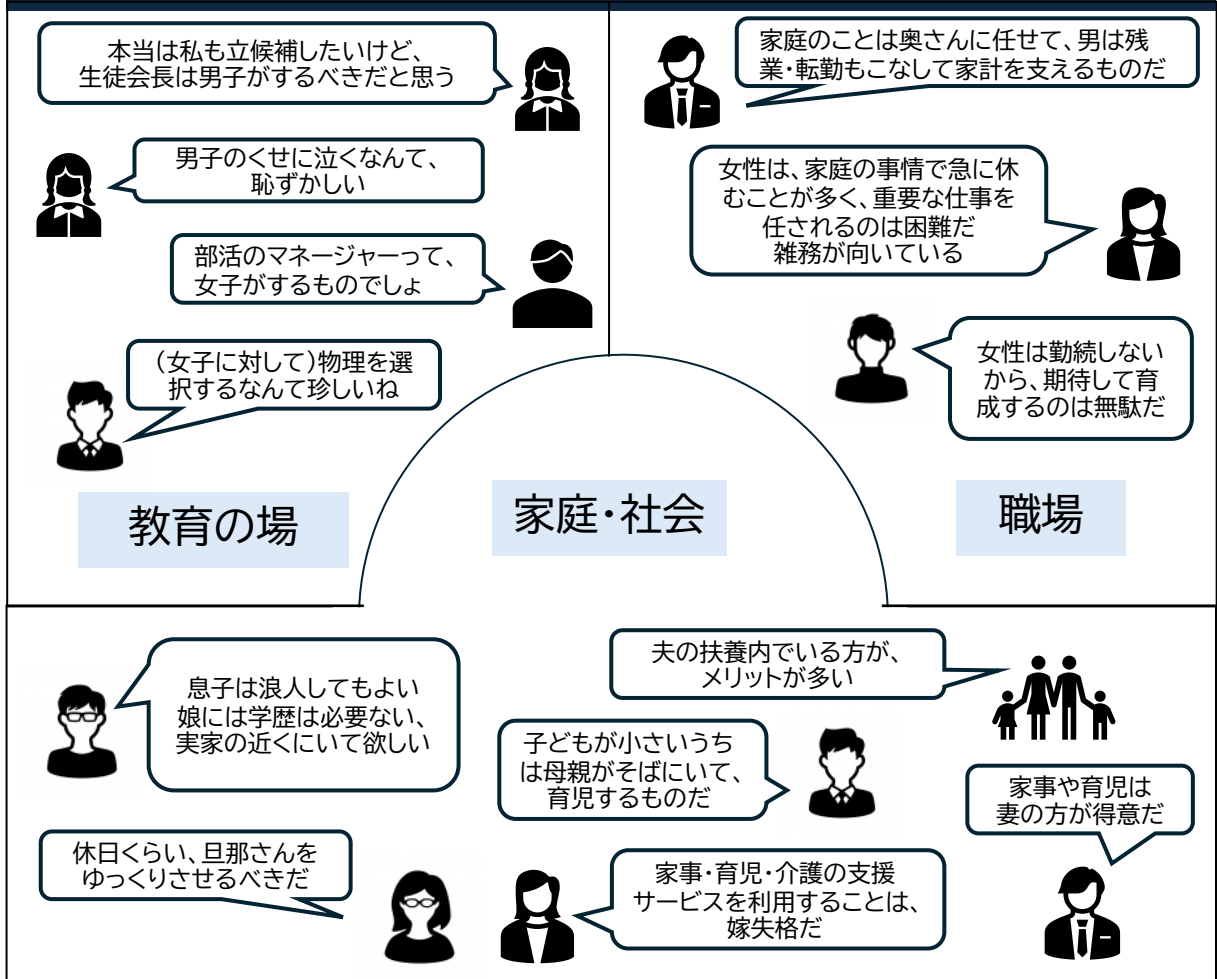 本当は私も立候補したいけど、
生徒会長は男子がするべきだと思う
男子のくせに泣くなんて、
恥ずかしい
部活のマネージャーって、
女子がするものでしょ
(女子に対して)物理を選
択するなんて珍しいね
教育の場
家庭のことは奥さんに任せて、男は残
業・転勤もこなして家計を支えるものだ
女性は、家庭の事情で急に休
むことが多く、重要な仕事を
任されるのは困難だ
雑務が向いている
女性は勤続しない
から、期待して育
成するのは無駄だ
職場
家庭・社会
息子は浪人してもよい
娘には学歴は必要ない、
実家の近くにいて欲しい
夫の扶養内でいる方が、
メリットが多い
子どもが小さいうち
は母親がそばにいて、
育児するものだ
家事や育児は
妻の方が得意だ
休日くらい、旦那さんを
ゆっくりさせるべきだ
家事・育児・介護の支援
サービスを利用することは、
嫁失格だ